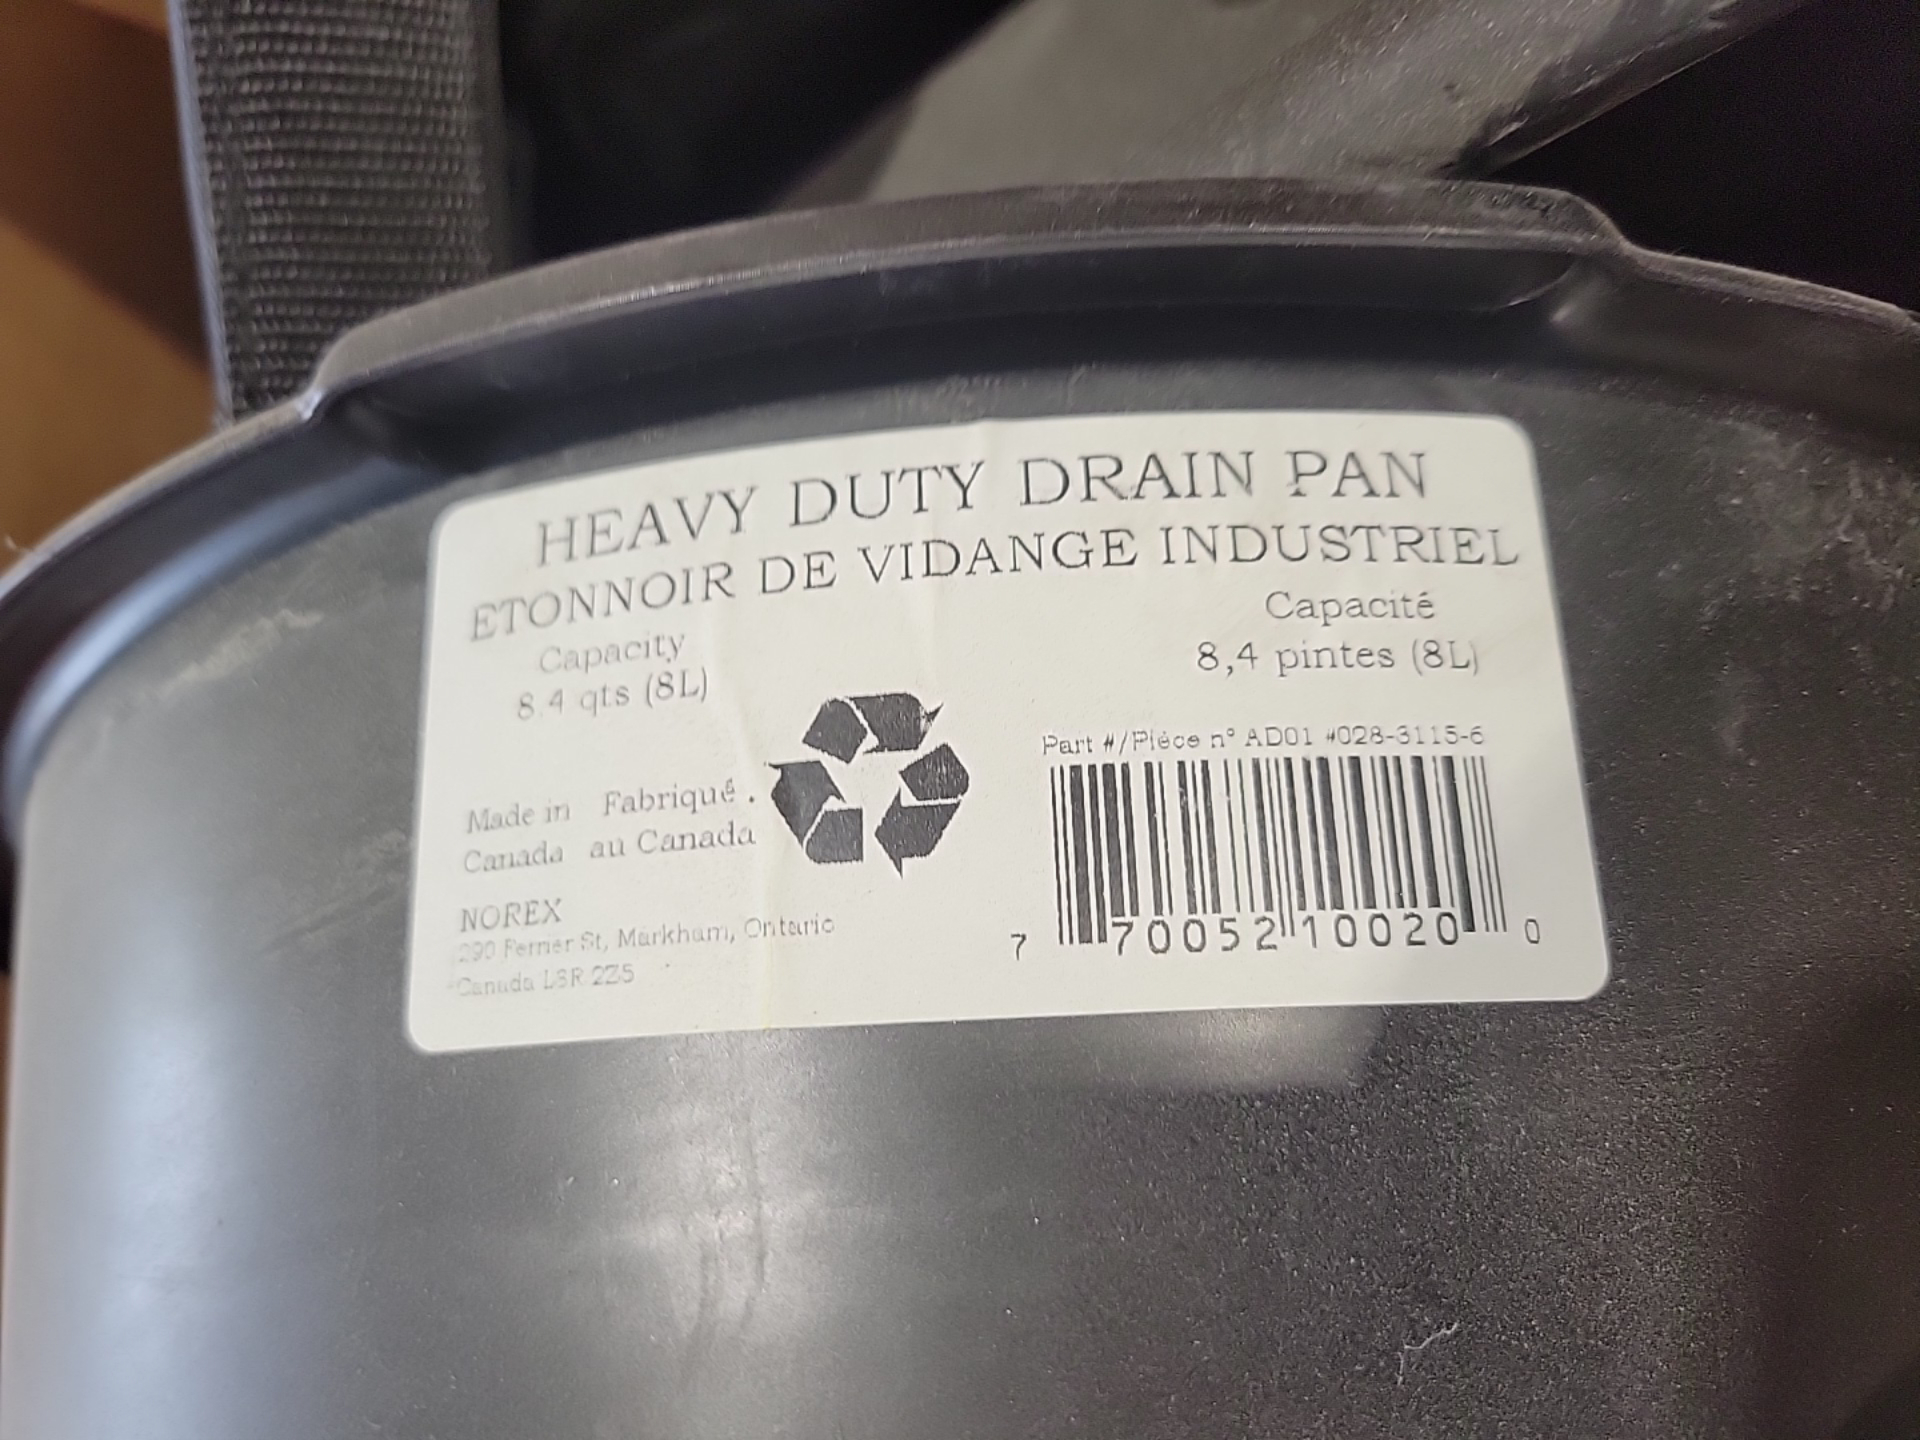 HEAVY DUTY DRAIN PAN
ETONNOIR DE VIDANGE INDUSTRIEL
Capacity
8.4 qts (8L)
Capacité
8,4 pintes (8L)
Part #/Pièce n° AD01 #028-3115-6
Made in Fabriqué
Canada au Canada
NOREX
290 Ferrier St, Markham, Ontario
Canada L3R 2Z5
7 70052 10020 0